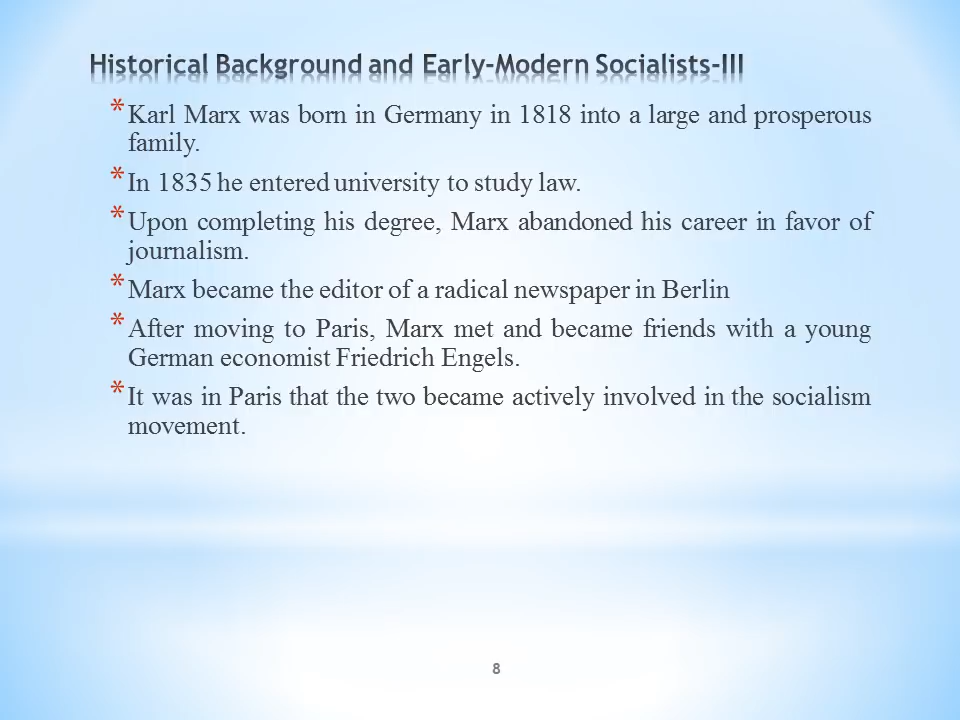 Historical Background and Early-Modern Socialists-III
* Karl Marx was born in Germany in 1818 into a large and prosperous
family.
* In 1835 he entered university to study law.
* Upon completing his degree, Marx abandoned his career in favor of
journalism.
* Marx became the editor of a radical newspaper in Berlin
* After moving to Paris, Marx met and became friends with a young
German economist Friedrich Engels.
* It was in Paris that the two became actively involved in the socialism
movement.
8